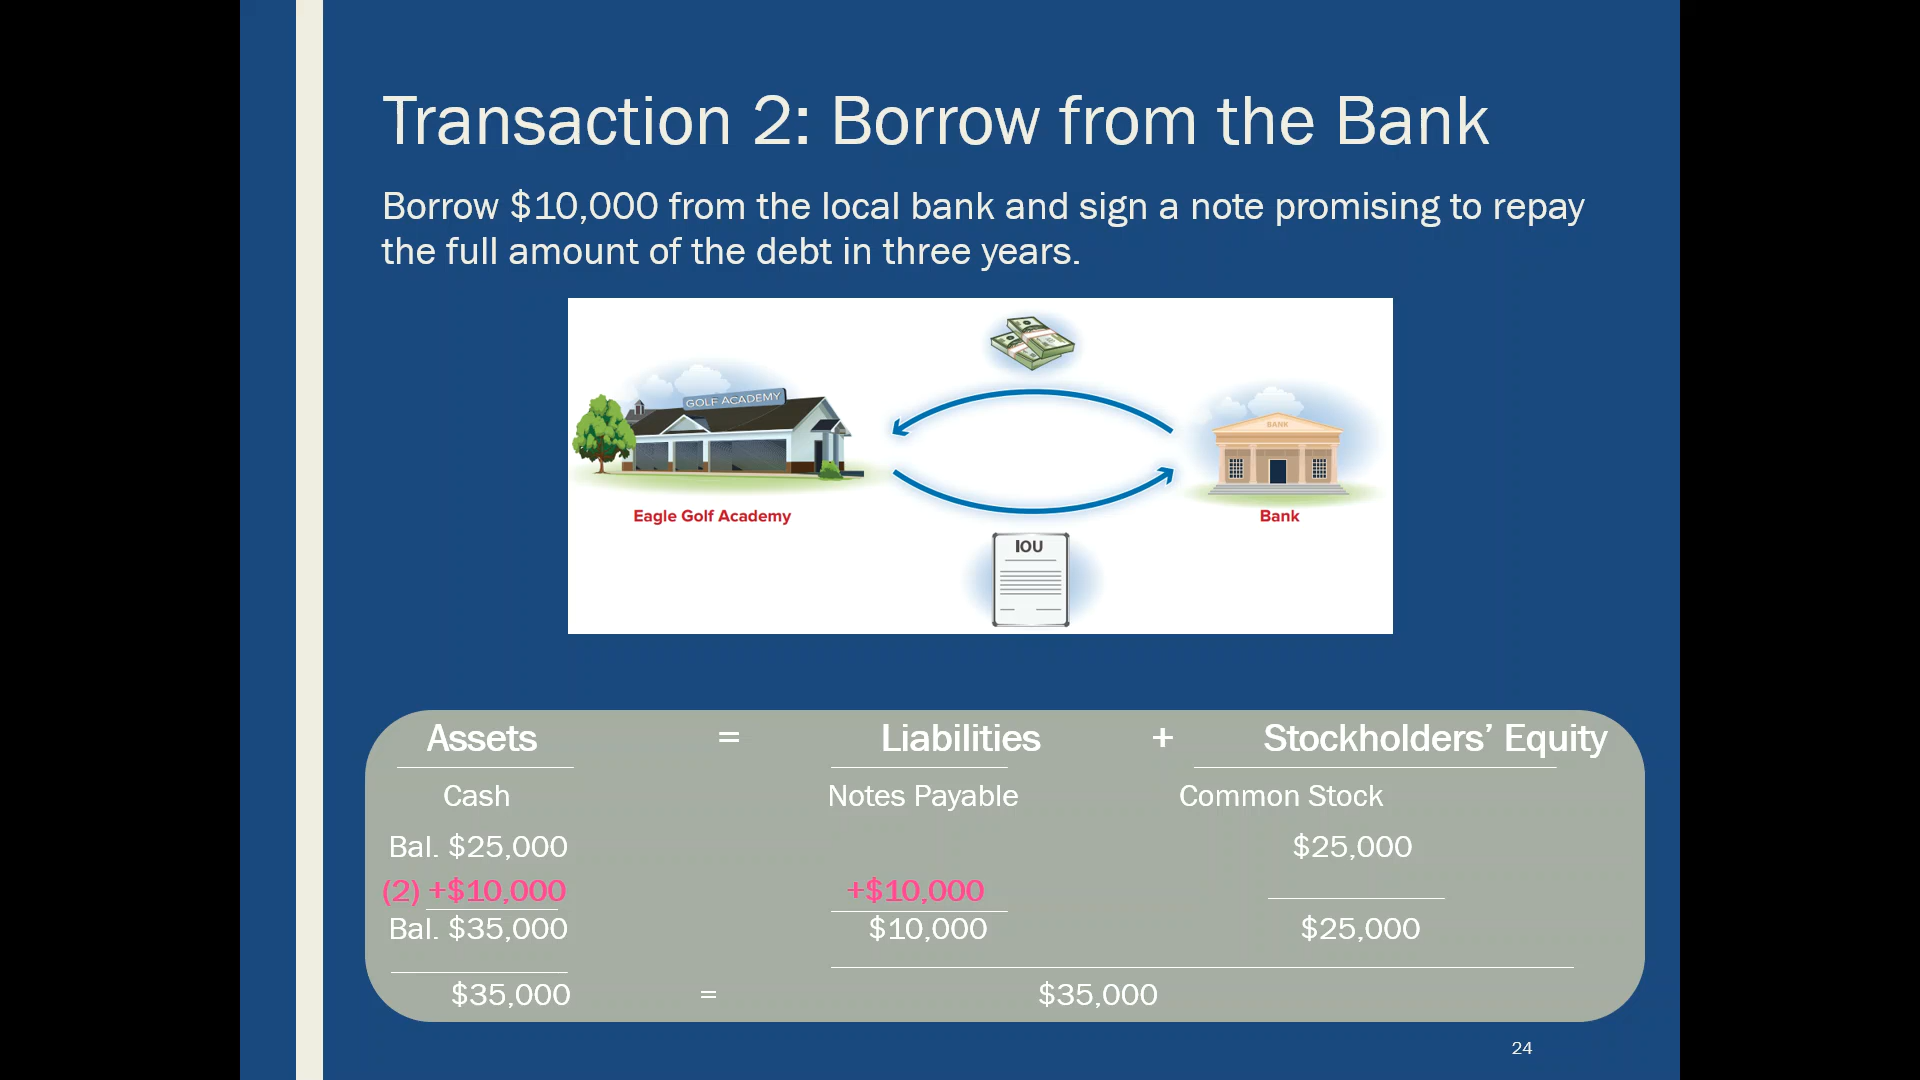 Transaction 2: Borrow from the Bank
Borrow $10,000 from the local bank and sign a note promising to repay
the full amount of the debt in three years.
GOLF ACADEMY
BANK
Eagle Golf Academy
Bank
IOU
Assets = Liabilities + Stockholders’ Equity
Cash Notes Payable Common Stock
Bal. $25,000 $25,000
(2) +$10,000 +$10,000
Bal. $35,000 $10,000 $25,000
$35,000 = $35,000
24